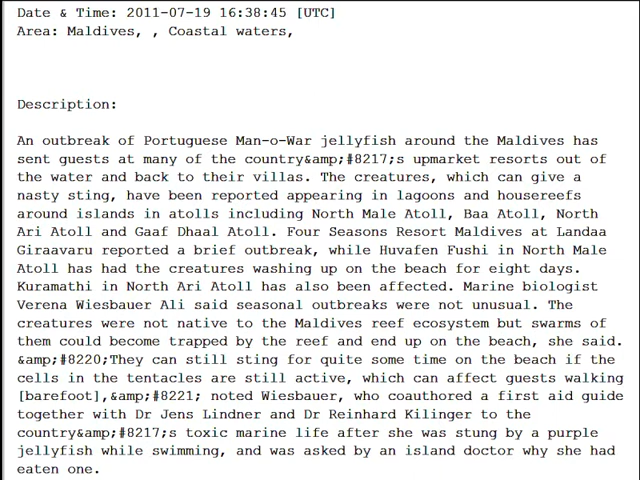 Date & Time: 2011-07-19 16:38:45 [UTC]
Area: Maldives, , Coastal waters,
Description:
An outbreak of Portuguese Man-o-War jellyfish around the Maldives has
sent guests at many of the country&amp;#8217;s upmarket resorts out of
the water and back to their villas. The creatures, which can give a
nasty sting, have been reported appearing in lagoons and housereefs
around islands in atolls including North Male Atoll, Baa Atoll, North
Ari Atoll and Gaaf Dhaal Atoll. Four Seasons Resort Maldives at Landaa
Giraavaru reported a brief outbreak, while Huvafen Fushi in North Male
Atoll has had the creatures washing up on the beach for eight days.
Kuramathi in North Ari Atoll has also been affected. Marine biologist
Verena Wiesbauer Ali said seasonal outbreaks were not unusual. The
creatures were not native to the Maldives reef ecosystem but swarms of
them could become trapped by the reef and end up on the beach, she said.
&amp;#8220;They can still sting for quite some time on the beach if the
cells in the tentacles are still active, which can affect guests walking
[barefoot],&amp;#8221; noted Wiesbauer, who coauthored a first aid guide
together with Dr Jens Lindner and Dr Reinhard Kilinger to the
country&amp;#8217;s toxic marine life after she was stung by a purple
jellyfish while swimming, and was asked by an island doctor why she had
eaten one.